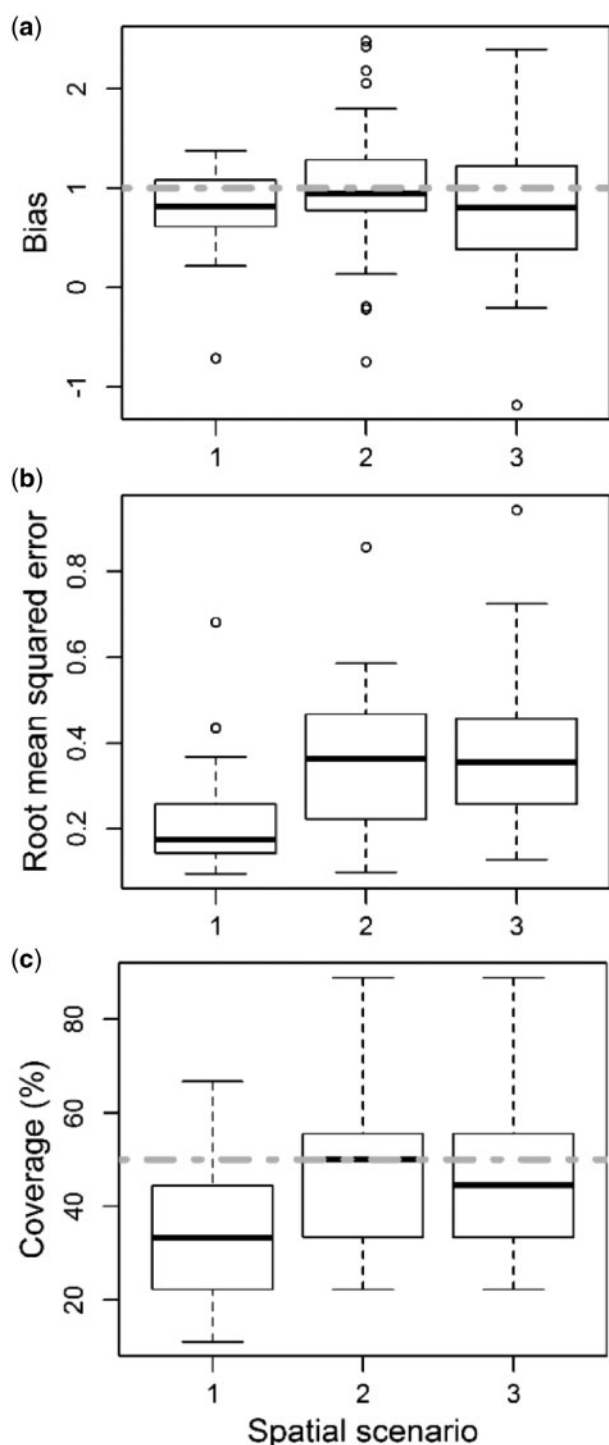 (a)
Bias
2
1
0
-1
1 2 3
(b)
Root mean squared error
0.8
0.6
0.4
0.2
1 2 3
(c)
Coverage (%)
80
60
40
20
1 2 3
Spatial scenario